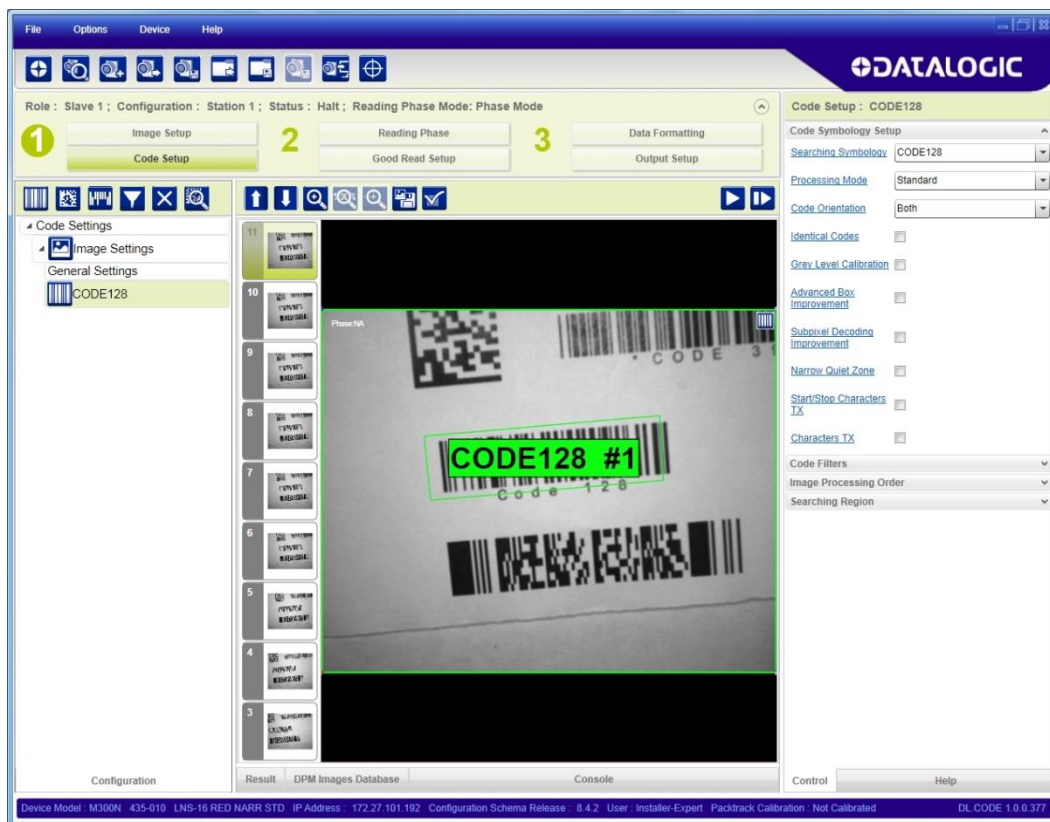 File Options Device Help
DATALOGIC
Role : Slave 1 ; Configuration : Station 1 ; Status : Halt ; Reading Phase Mode: Phase Mode
1 Image Setup 2 Reading Phase 3 Data Formatting
Code Setup Good Read Setup Output Setup
Code Settings
Image Settings
General Settings
CODE128
11
10
9
8
7
6
5
4
3
Phase:NA
* CODE 39
CODE128 #1
Code 128
Code Setup : CODE128
Code Symbology Setup
Searching Symbology CODE128
Processing Mode Standard
Code Orientation Both
Identical Codes
Grey Level Calibration
Advanced Box
Improvement
Subpixel Decoding
Improvement
Narrow Quiet Zone
Start/Stop Characters
TX
Characters TX
Code Filters
Image Processing Order
Searching Region
Configuration Result DPM Images Database Console Control Help
Device Model : M300N 435-010 LNS-16 RED NARR STD IP Address : 172.27.101.192 Configuration Schema Release : 8.4.2 User : Installer-Expert Packtrack Calibration : Not Calibrated DL.CODE 1.0.0.377